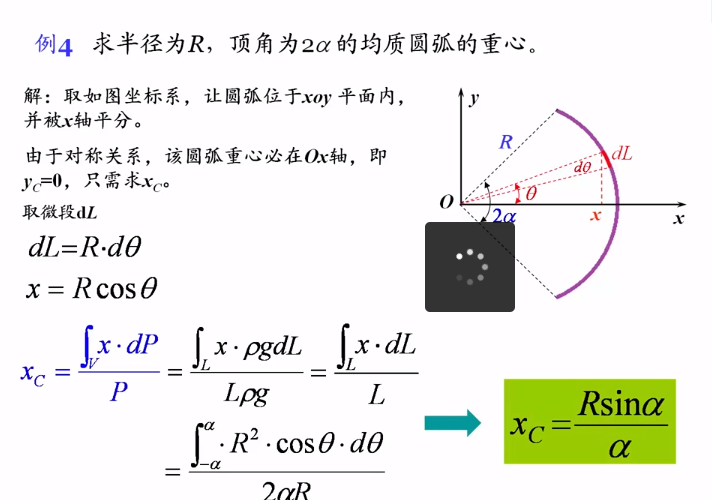 例4 求半径为R，顶角为2α的均质圆弧的重心。
解：取如图坐标系，让圆弧位于xoy 平面内，
并被x轴平分。
由于对称关系，该圆弧重心必在Ox轴，即
y_C=0，只需求x_C。
取微段dL
dL=R·dθ
x = R cosθ
x_C = ∫_V x·dP / P = ∫_L x·ρgdL / Lρg = ∫_L x·dL / L
= ∫_{-α}^{α} ·R²·cosθ·dθ / 2αR
x_C = Rsinα / α
y
R
dL
dθ
θ
O
2α
x
x